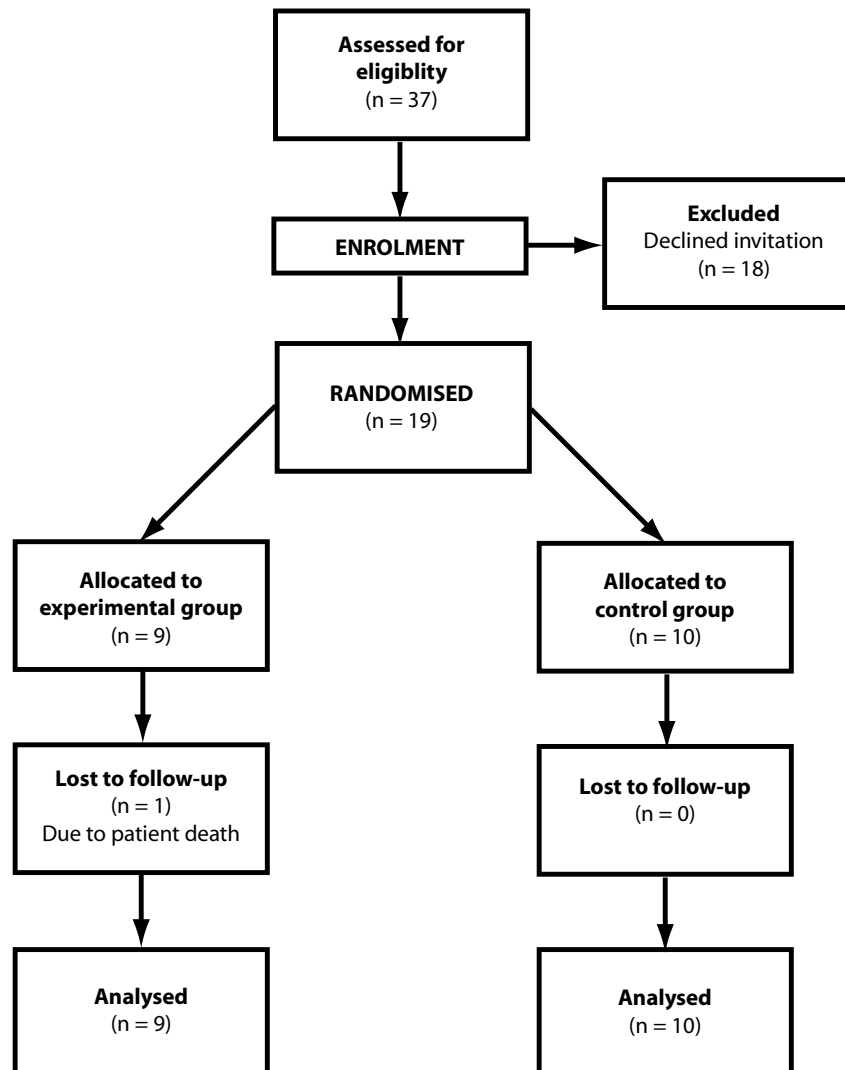 Assessed for
eligiblity
(n = 37)
ENROLMENT
Excluded
Declined invitation
(n = 18)
RANDOMISED
(n = 19)
Allocated to
experimental group
(n = 9)
Allocated to
control group
(n = 10)
Lost to follow-up
(n = 1)
Due to patient death
Lost to follow-up
(n = 0)
Analysed
(n = 9)
Analysed
(n = 10)